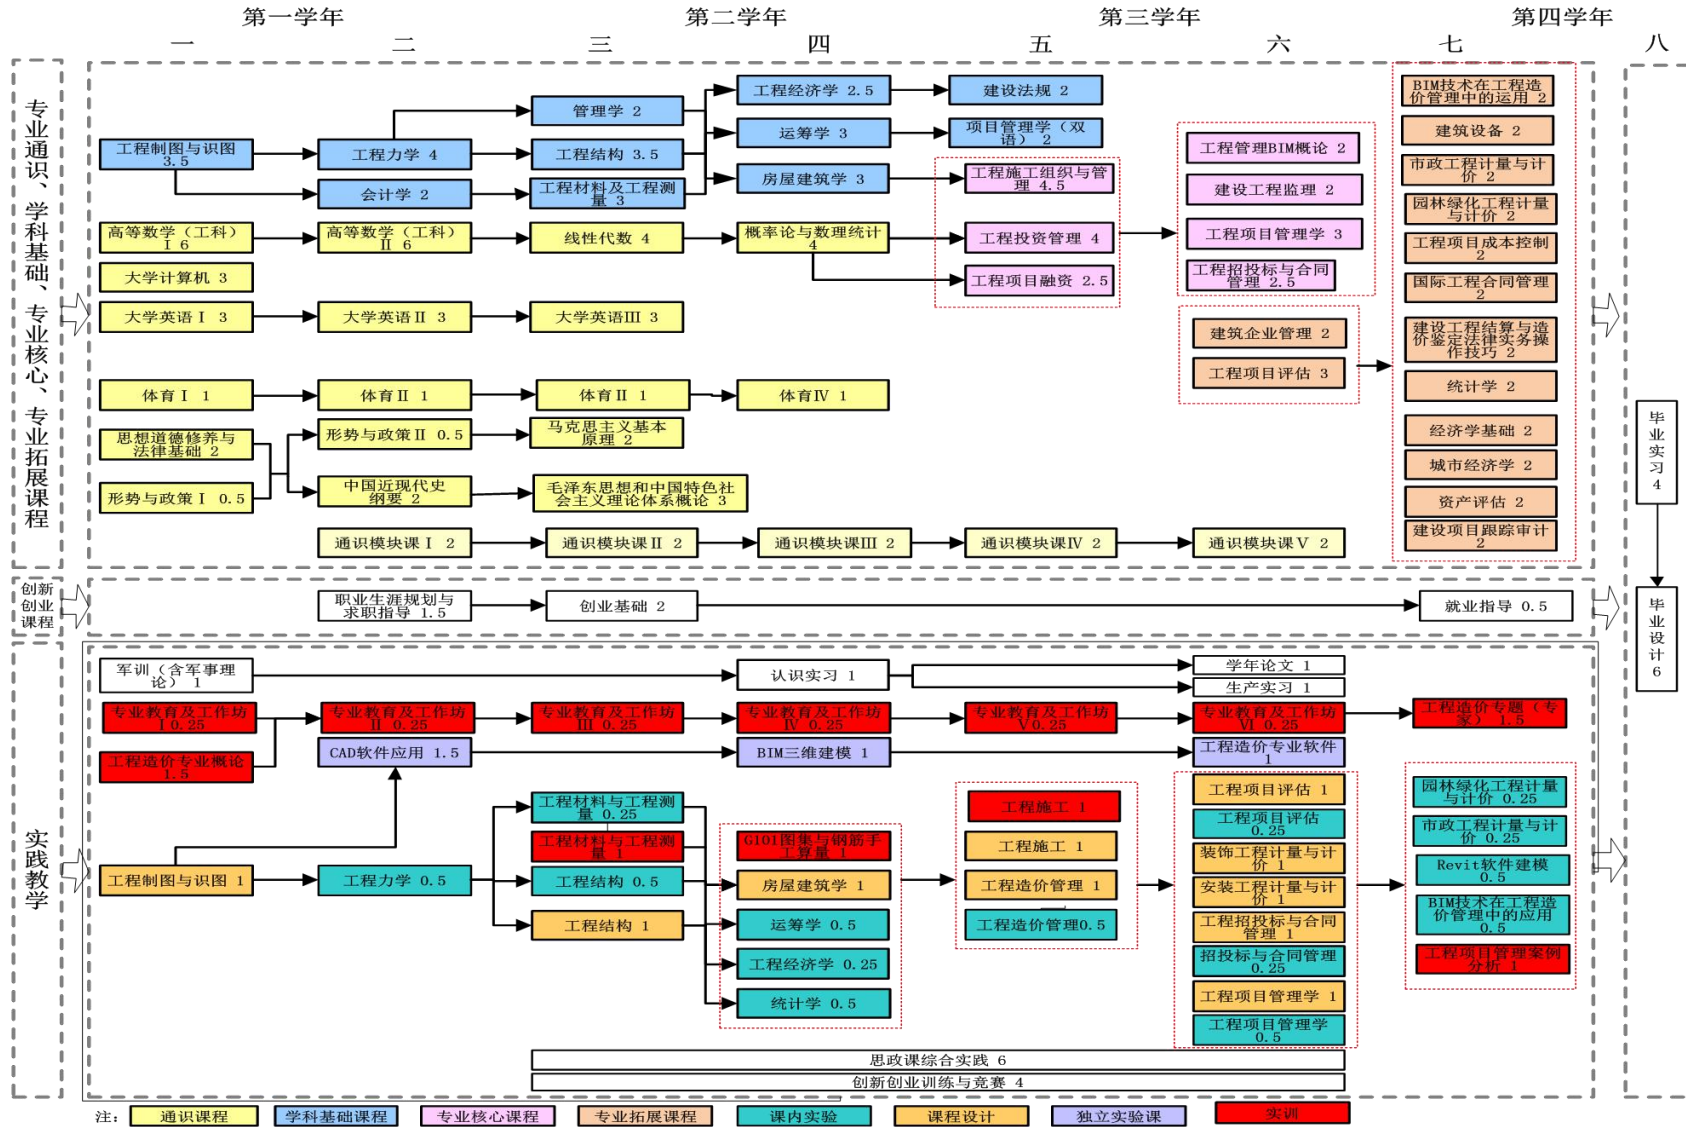 第一学年
第二学年
第三学年
第四学年
一
二
三
四
五
六
七
八
专业通识、学科基础、专业核心、专业拓展课程
工程制图与识图
3.5
工程力学 4
会计学 2
管理学 2
工程结构 3.5
工程材料及工程测
量 3
工程经济学 2.5
运筹学 3
房屋建筑学 3
建设法规 2
项目管理学（双
语） 2
工程施工组织与管
理 4.5
工程投资管理 4
工程项目融资 2.5
工程管理BIM概论 2
建设工程监理 2
工程项目管理学 3
工程招投标与合同
管理 2.5
建筑企业管理 2
工程项目评估 3
BIM技术在工程造
价管理中的运用 2
建筑设备 2
市政工程计量与计
价 2
园林绿化工程计量
与计价 2
工程项目成本控制
2
国际工程合同管理
2
建设工程结算与造
价鉴定法律实务操
作技巧 2
统计学 2
经济学基础 2
城市经济学 2
资产评估 2
建设项目跟踪审计
2
高等数学（工科）
I 6
高等数学（工科）
II 6
线性代数 4
概率论与数理统计
4
大学计算机 3
大学英语Ⅰ 3
大学英语Ⅱ 3
大学英语Ⅲ 3
体育Ⅰ 1
体育Ⅱ 1
体育Ⅱ 1
体育Ⅳ 1
思想道德修养与
法律基础 2
形势与政策Ⅰ 0.5
形势与政策Ⅱ 0.5
中国近现代史
纲要 2
马克思主义基本
原理 2
毛泽东思想和中国特色社
会主义理论体系概论 3
通识模块课Ⅰ 2
通识模块课Ⅱ 2
通识模块课Ⅲ 2
通识模块课Ⅳ 2
通识模块课Ⅴ 2
创新
创业
课程
职业生涯规划与
求职指导 1.5
创业基础 2
就业指导 0.5
毕业实习4
毕业设计6
实践教学
军训（含军事理
论） 1
认识实习 1
学年论文 1
生产实习 1
专业教育及工作坊
I 0.25
专业教育及工作坊
II 0.25
专业教育及工作坊
III 0.25
专业教育及工作坊
IV 0.25
专业教育及工作坊
V 0.25
专业教育及工作坊
VI 0.25
工程造价专题（专
家） 1.5
工程造价专业概论
1.5
CAD软件应用 1.5
BIM三维建模 1
工程造价专业软件
1
工程制图与识图 1
工程力学 0.5
工程材料与工程测
量 0.25
工程材料与工程测
量 1
工程结构 0.5
工程结构 1
G101图集与钢筋手
工算量 1
房屋建筑学 1
运筹学 0.5
工程经济学 0.25
统计学 0.5
工程施工 1
工程施工 1
工程造价管理 1
工程造价管理0.5
工程项目评估 1
工程项目评估
0.25
装饰工程计量与计
价 1
安装工程计量与计
价 1
工程招投标与合同
管理 1
招投标与合同管理
0.25
工程项目管理学 1
工程项目管理学
0.5
园林绿化工程计量
与计价 0.25
市政工程计量与计
价 0.25
Revit软件建模
0.5
BIM技术在工程造
价管理中的应用
0.5
工程项目管理案例
分析 1
思政课综合实践 6
创新创业训练与竞赛 4
注：
通识课程
学科基础课程
专业核心课程
专业拓展课程
课内实验
课程设计
独立实验课
实训